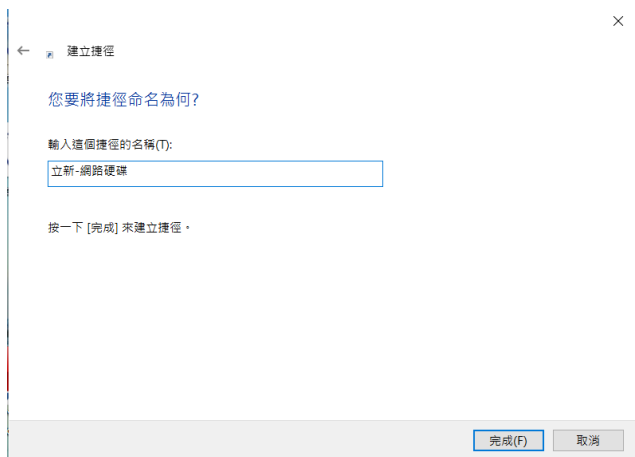 建立捷徑
您要將捷徑命名為何?
輸入這個捷徑的名稱(T):
立新-網路硬碟
按一下 [完成] 來建立捷徑。
完成(F)
取消